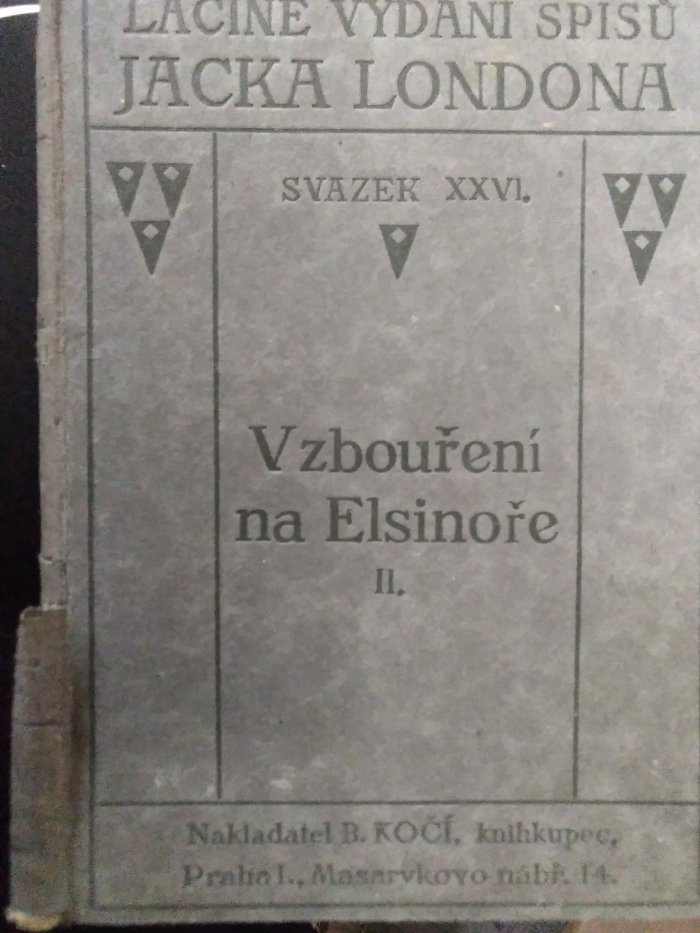 LACINÉ VYDÁNÍ SPISŮ
JACKA LONDONA
SVAZEK XXVI.
Vzbouření
na Elsinoře
II.
Nakladatel B. KOČÍ, knihkupec,
Praha I., Masarykovo nábř. 14.